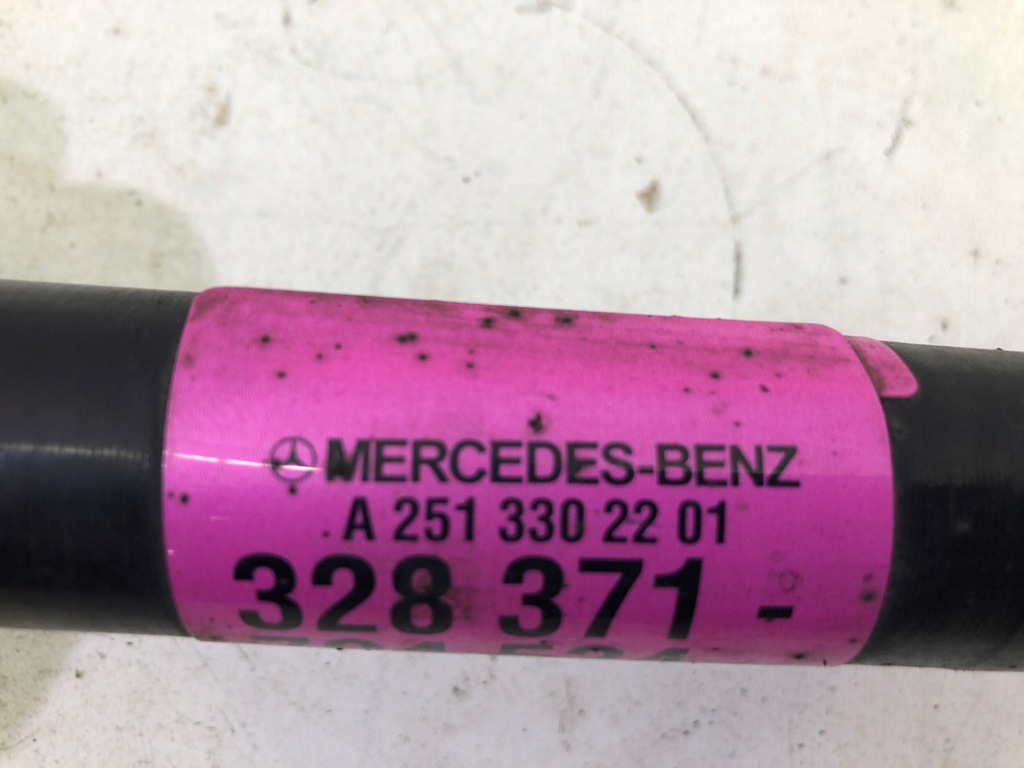 MERCEDES-BENZ
A 251 330 22 01
328 371 -